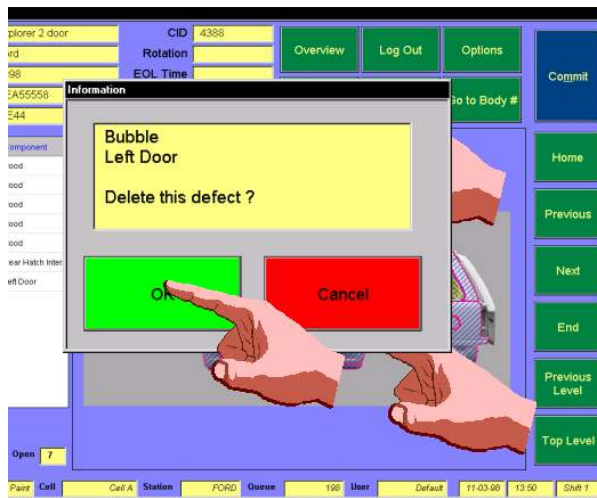 plorer 2 door
CID 4388
Rotation
98
EOL Time
EA55558
E44
Overview
Log Out
Options
Commit
Go to Body #
Information
Bubble
Left Door
Delete this defect ?
OK
Cancel
Component
ood
ood
ood
ood
ood
ear Hatch Inter
eft Door
Home
Previous
Next
End
Previous
Level
Top Level
Open 7
Paint Cell Cell A Station FORD Queue 198 User Default 11-03-98 13:50 Shift 1